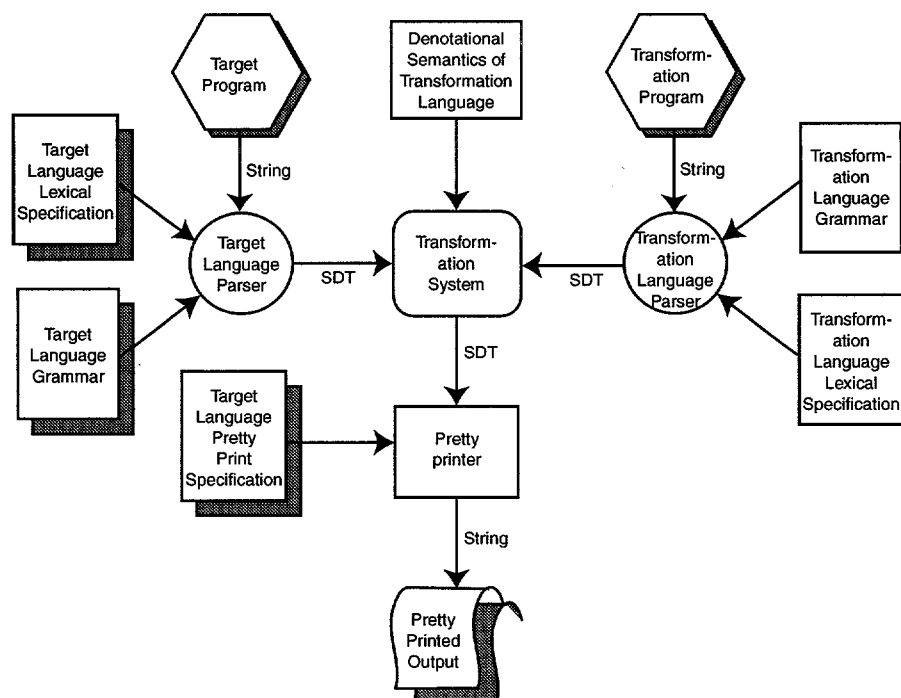 Target
Program
Denotational
Semantics of
Transformation
Language
Transform-
ation
Program
Target
Language
Lexical
Specification
String
String
Transform-
ation
Language
Grammar
Target
Language
Parser
SDT
Transform-
ation
System
SDT
Transform-
ation
Language
Parser
Target
Language
Grammar
SDT
Transform-
ation
Language
Lexical
Specification
Target
Language
Pretty
Print
Specification
Pretty
printer
String
Pretty
Printed
Output